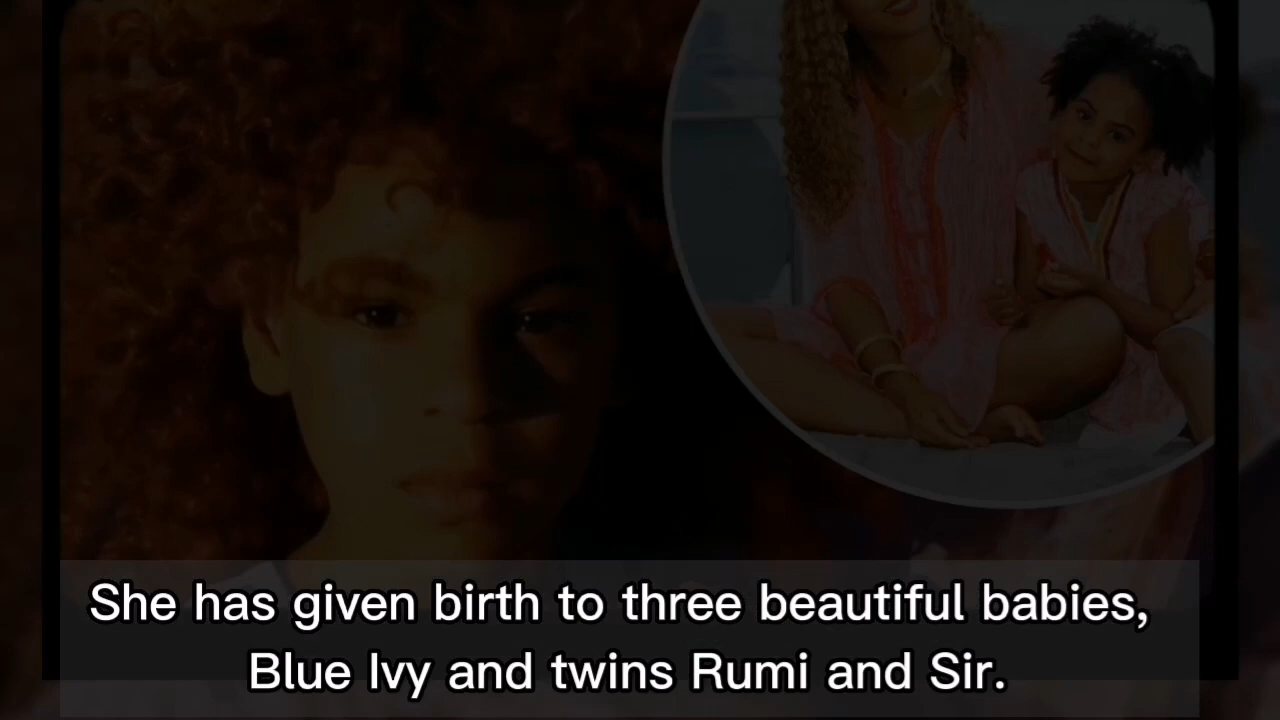 She has given birth to three beautiful babies,
Blue Ivy and twins Rumi and Sir.